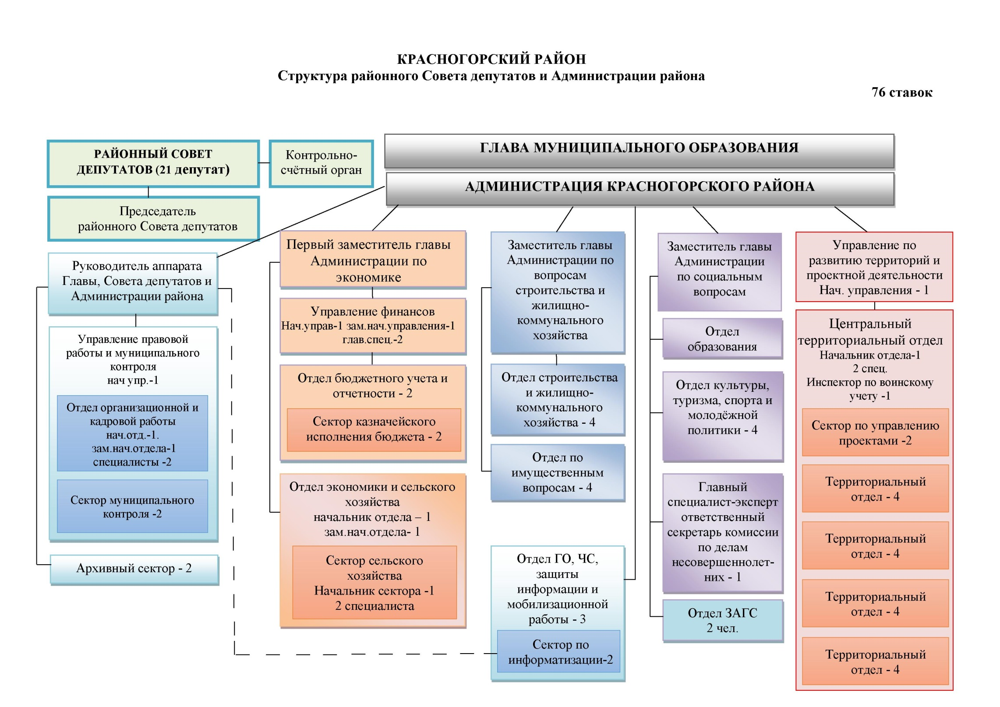 КРАСНОГОРСКИЙ РАЙОН
Структура районного Совета депутатов и Администрации района
76 ставок
РАЙОННЫЙ СОВЕТ
ДЕПУТАТОВ (21 депутат)
Контрольно-
счётный орган
ГЛАВА МУНИЦИПАЛЬНОГО ОБРАЗОВАНИЯ
АДМИНИСТРАЦИЯ КРАСНОГОРСКОГО РАЙОНА
Председатель
районного Совета депутатов
Руководитель аппарата
Главы, Совета депутатов и
Администрации района
Управление правовой
работы и муниципального
контроля
нач упр.-1
Отдел организационной и
кадровой работы
нач.отд.-1.
зам.нач.отдела-1
специалисты -2
Сектор муниципального
контроля -2
Архивный сектор - 2
Первый заместитель главы
Администрации по
экономике
Управление финансов
Нач.управ-1 зам.нач.управления-1
глав.спец.-2
Отдел бюджетного учета и
отчетности - 2
Сектор казначейского
исполнения бюджета - 2
Отдел экономики и сельского
хозяйства
начальник отдела – 1
зам.нач.отдела- 1
Сектор сельского
хозяйства
Начальник сектора -1
2 специалиста
Заместитель главы
Администрации по
вопросам
строительства и
жилищно-
коммунального
хозяйства
Отдел строительства
и жилищно-
коммунального
хозяйства - 4
Отдел по
имущественным
вопросам - 4
Отдел ГО, ЧС,
защиты
информации и
мобилизационной
работы - 3
Сектор по
информатизации-2
Заместитель главы
Администрации
по социальным
вопросам
Отдел
образования
Отдел культуры,
туризма, спорта и
молодёжной
политики - 4
Главный
специалист-эксперт
ответственный
секретарь комиссии
по делам
несовершеннолет-
них - 1
Отдел ЗАГС
2 чел.
Управление по
развитию территорий и
проектной деятельности
Нач. управления - 1
Центральный
территориальный отдел
Начальник отдела-1
2 спец.
Инспектор по воинскому
учету -1
Сектор по управлению
проектами -2
Территориальный
отдел - 4
Территориальный
отдел - 4
Территориальный
отдел - 4
Территориальный
отдел - 4